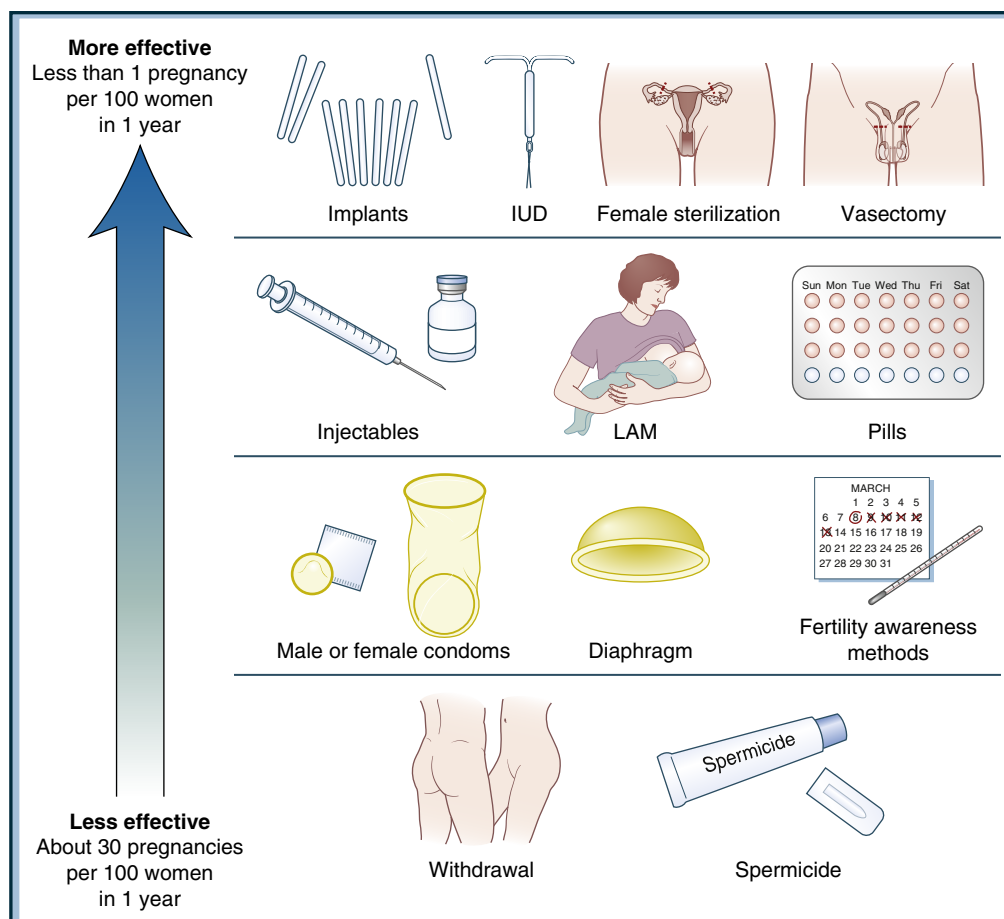 More effective
Less than 1 pregnancy
per 100 women
in 1 year
Implants
IUD
Female sterilization
Vasectomy
Sun Mon Tue Wed Thu Fri Sat
Injectables
LAM
Pills
MARCH
1 2 3 4 5
6 7 8 9 10 11 12
13 14 15 16 17 18 19
20 21 22 23 24 25 26
27 28 29 30 31
Male or female condoms
Diaphragm
Fertility awareness
methods
Spermicide
Less effective
About 30 pregnancies
per 100 women
in 1 year
Withdrawal
Spermicide